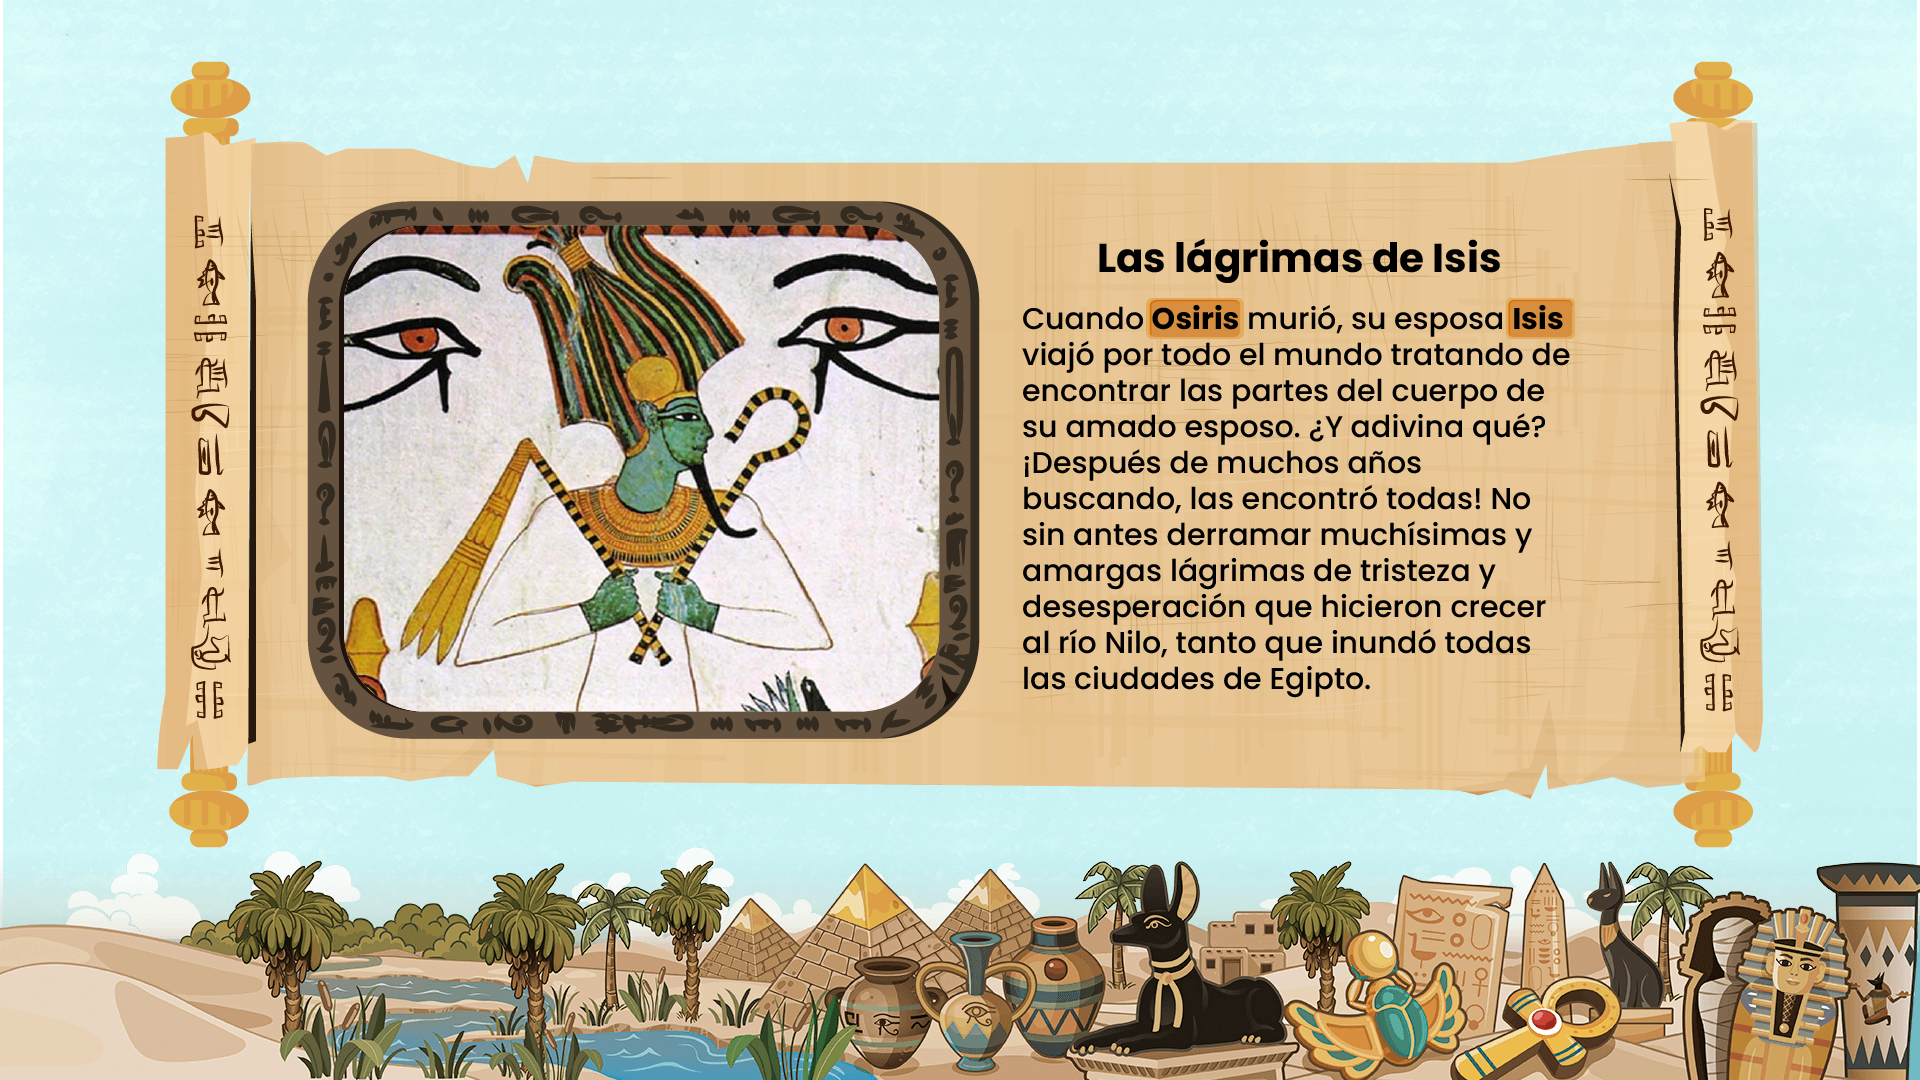 Las lágrimas de Isis
Cuando Osiris murió, su esposa Isis
viajó por todo el mundo tratando de
encontrar las partes del cuerpo de
su amado esposo. ¿Y adivina qué?
¡Después de muchos años
buscando, las encontró todas! No
sin antes derramar muchísimas y
amargas lágrimas de tristeza y
desesperación que hicieron crecer
al río Nilo, tanto que inundó todas
las ciudades de Egipto.